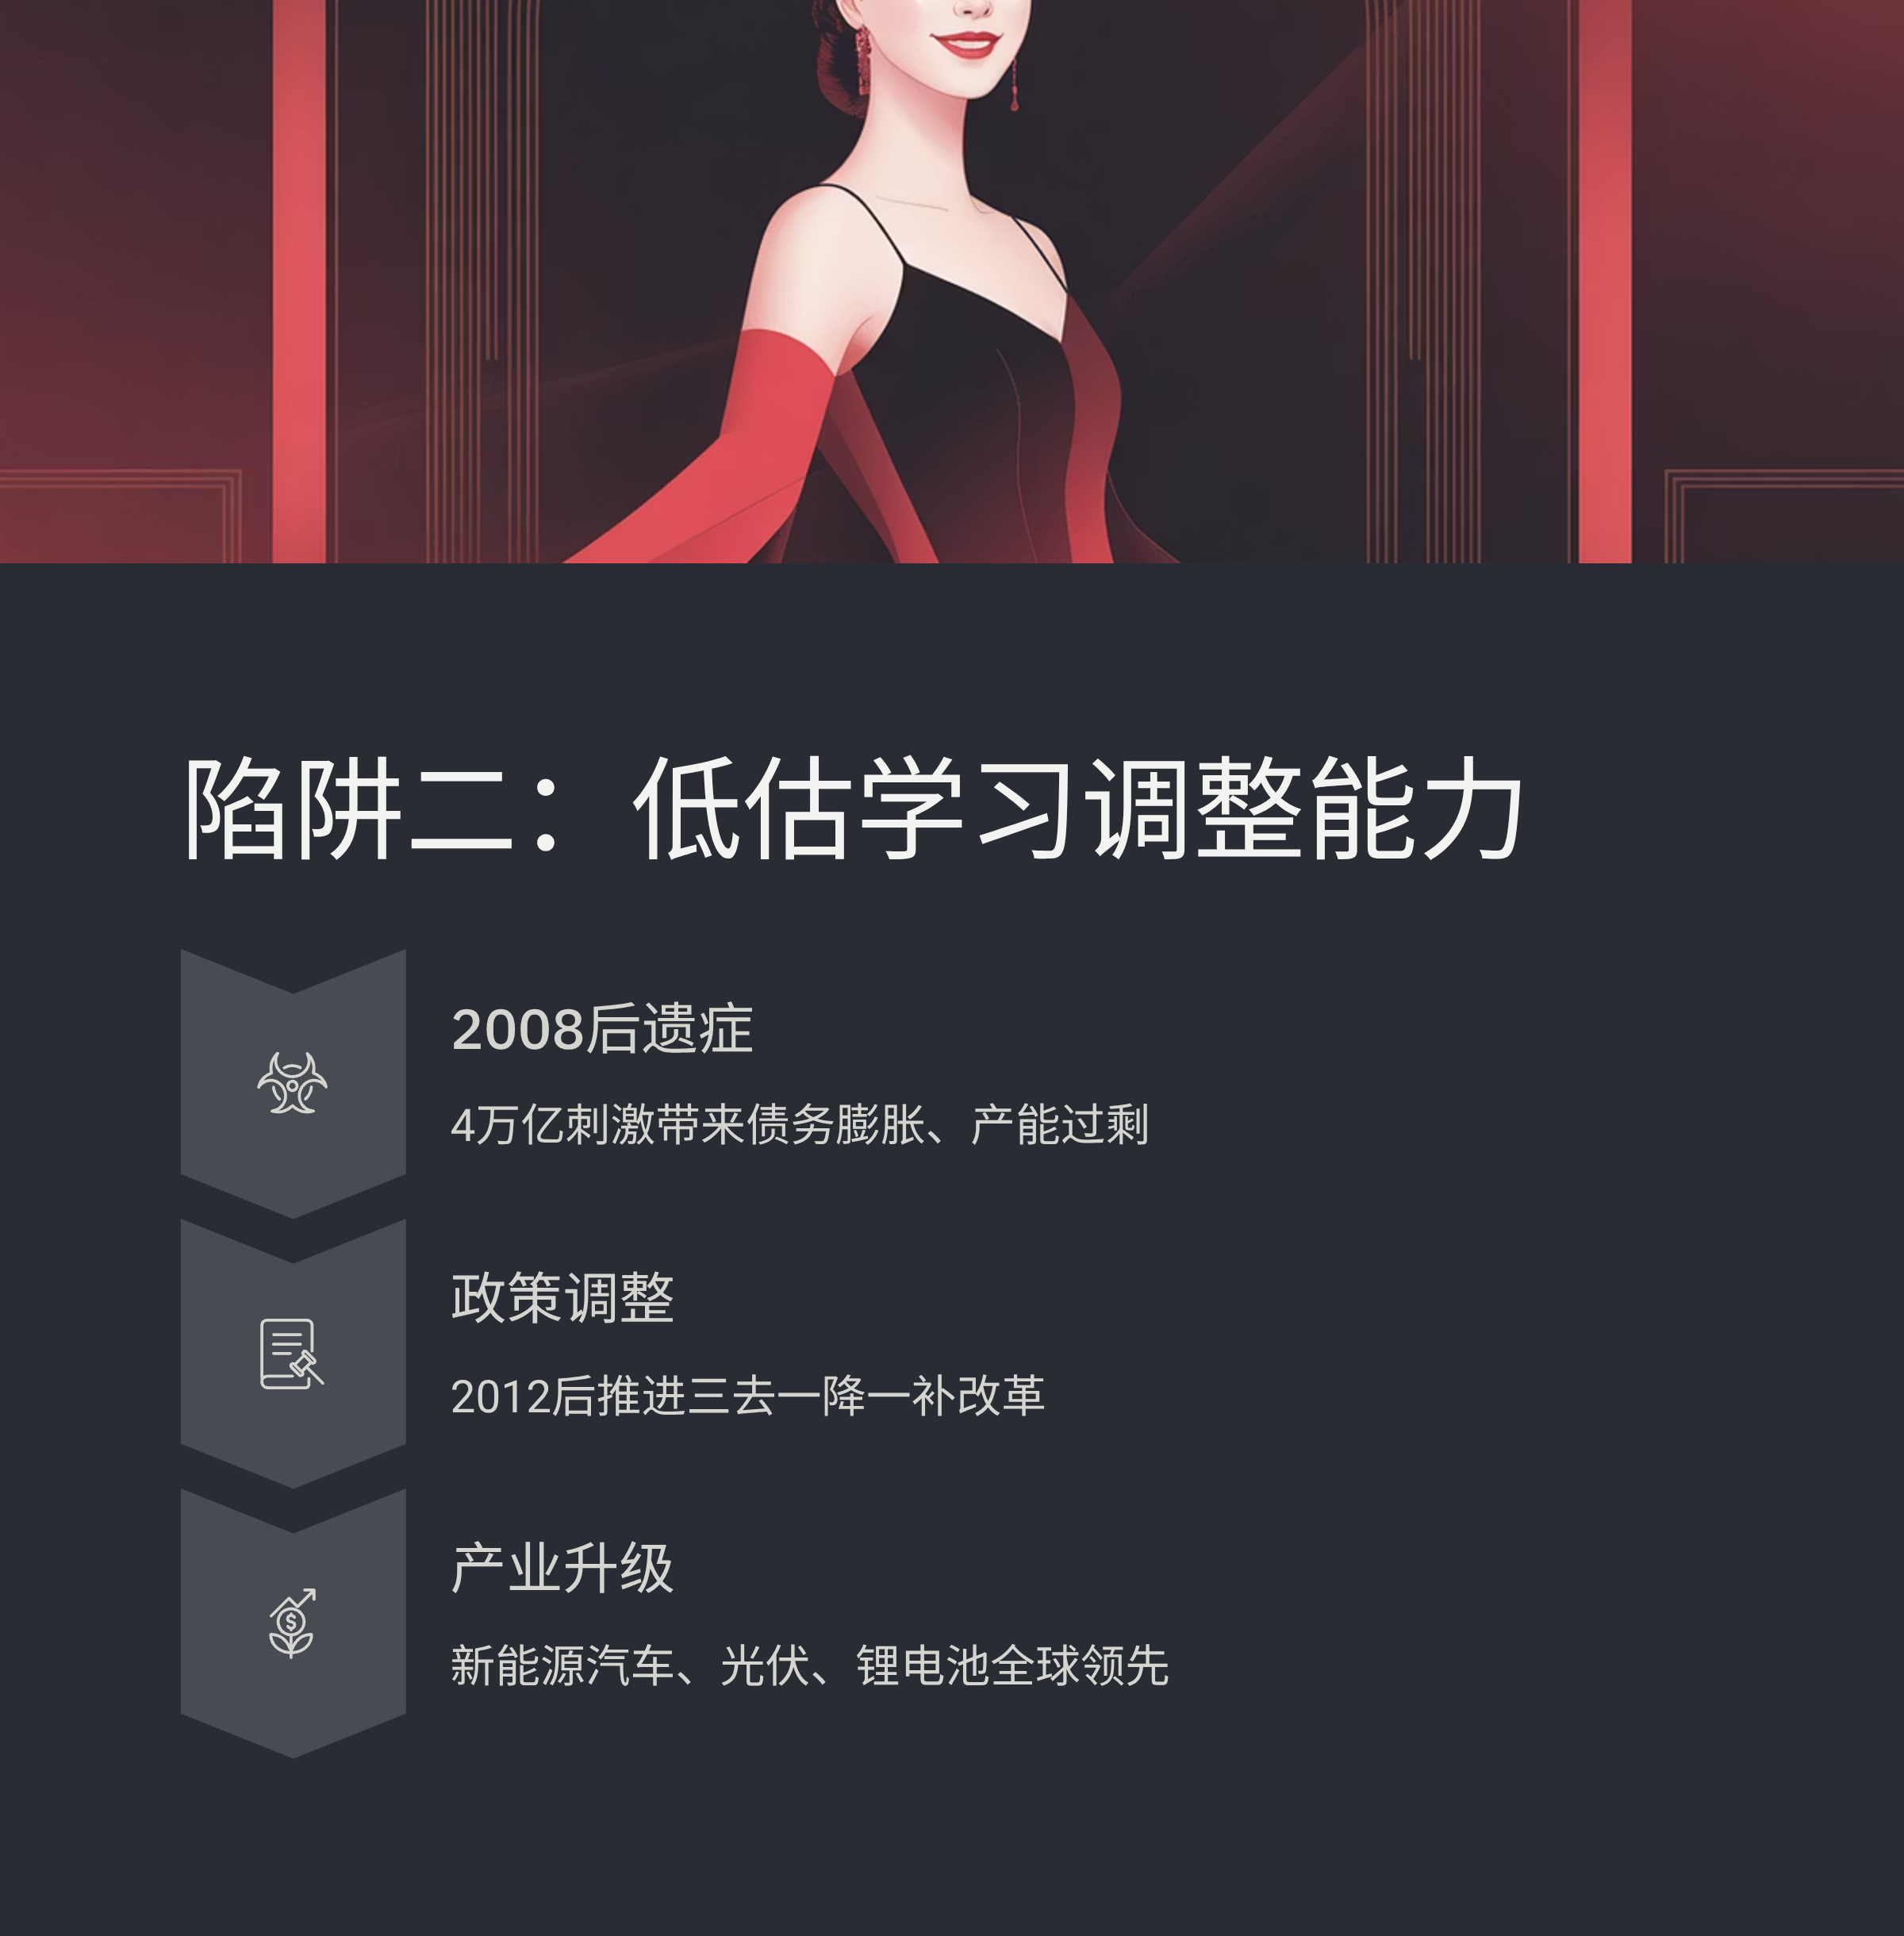 陷阱二：低估学习调整能力
2008后遗症
4万亿刺激带来债务膨胀、产能过剩
政策调整
2012后推进三去一降一补改革
产业升级
新能源汽车、光伏、锂电池全球领先